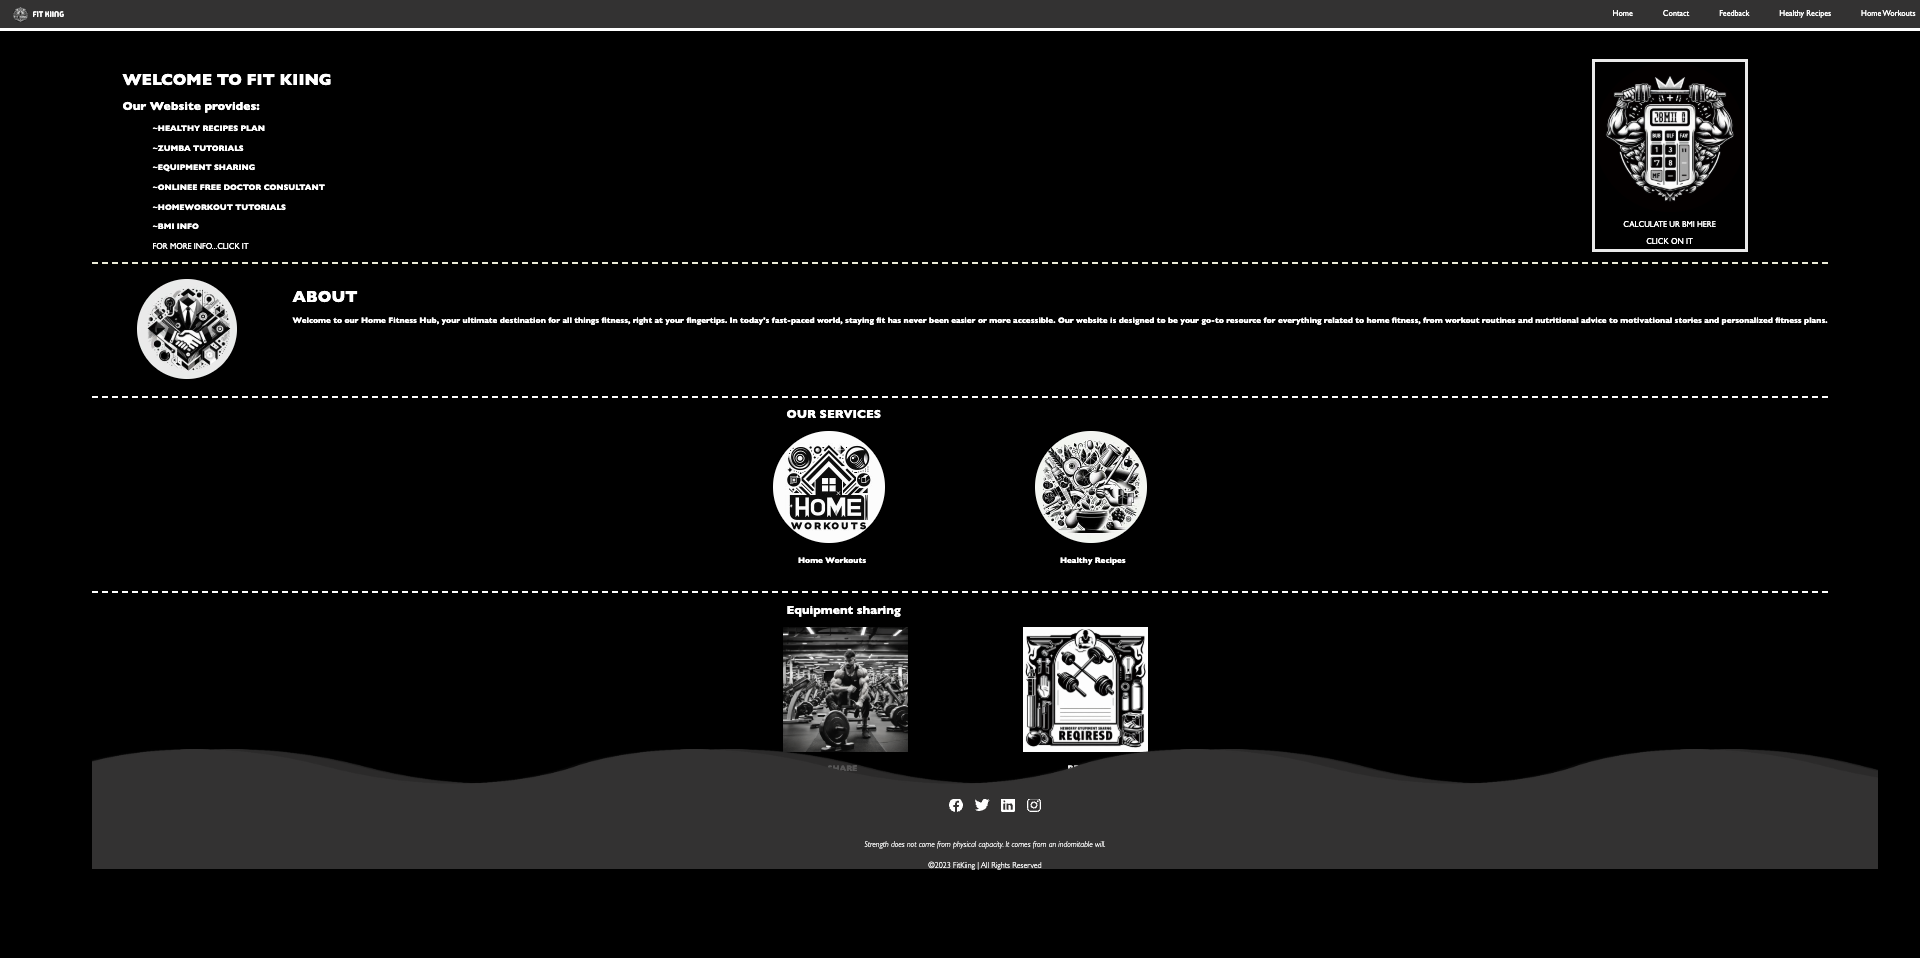 FIT KIING
Home Contact Feedback Healthy Recipes Home Workouts
WELCOME TO FIT KIING
Our Website provides:
~HEALTHY RECIPES PLAN
~ZUMBA TUTORIALS
~EQUIPMENT SHARING
~ONLINEE FREE DOCTOR CONSULTANT
~HOMEWORKOUT TUTORIALS
~BMI INFO
FOR MORE INFO...CLICK IT
CALCULATE UR BMI HERE
CLICK ON IT
ABOUT
Welcome to our Home Fitness Hub, your ultimate destination for all things fitness, right at your fingertips. In today's fast-paced world, staying fit has never been easier or more accessible. Our website is designed to be your go-to resource for everything related to home fitness, from workout routines and nutritional advice to motivational stories and personalized fitness plans.
OUR SERVICES
HOME
WORKOUTS
Home Workouts
Healthy Recipes
Equipment sharing
REQIRESD
Strength does not come from physical capacity. It comes from an indomitable will.
©2023 FitKiing | All Rights Reserved